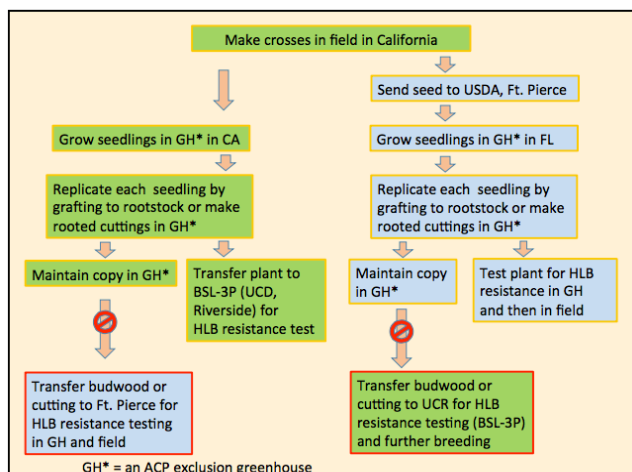 Make crosses in field in California
Send seed to USDA, Ft. Pierce
Grow seedlings in GH* in CA
Grow seedlings in GH* in FL
Replicate each seedling by
grafting to rootstock or make
rooted cuttings in GH*
Replicate each seedling by
grafting to rootstock or make
rooted cuttings in GH*
Maintain copy in GH*
Transfer plant to
BSL-3P (UCD,
Riverside) for
HLB resistance test
Maintain copy
in GH*
Test plant for HLB
resistance in GH
and then in field
Transfer budwood or
cutting to Ft. Pierce for
HLB resistance testing
in GH and field
Transfer budwood or
cutting to UCR for HLB
resistance testing (BSL-3P)
and further breeding
GH* = an ACP exclusion greenhouse